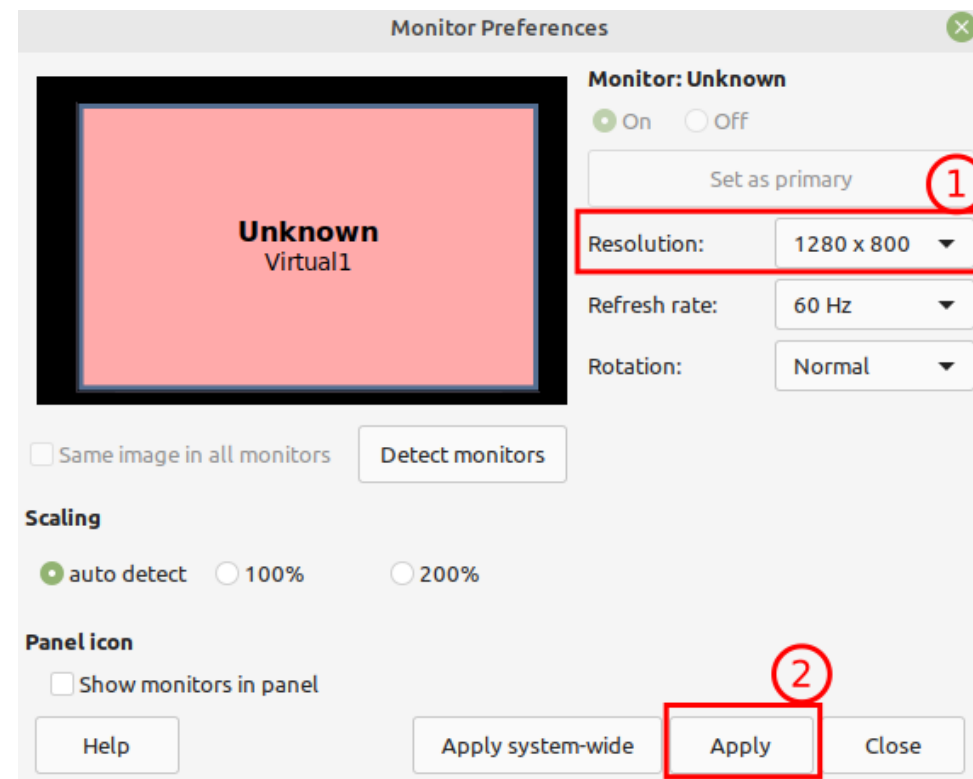 Monitor Preferences
Monitor: Unknown
On Off
Set as primary
1
Unknown
Virtual1
Resolution: 1280 x 800
Refresh rate: 60 Hz
Rotation: Normal
Same image in all monitors Detect monitors
Scaling
auto detect 100% 200%
Panel icon
Show monitors in panel
2
Help Apply system-wide Apply Close